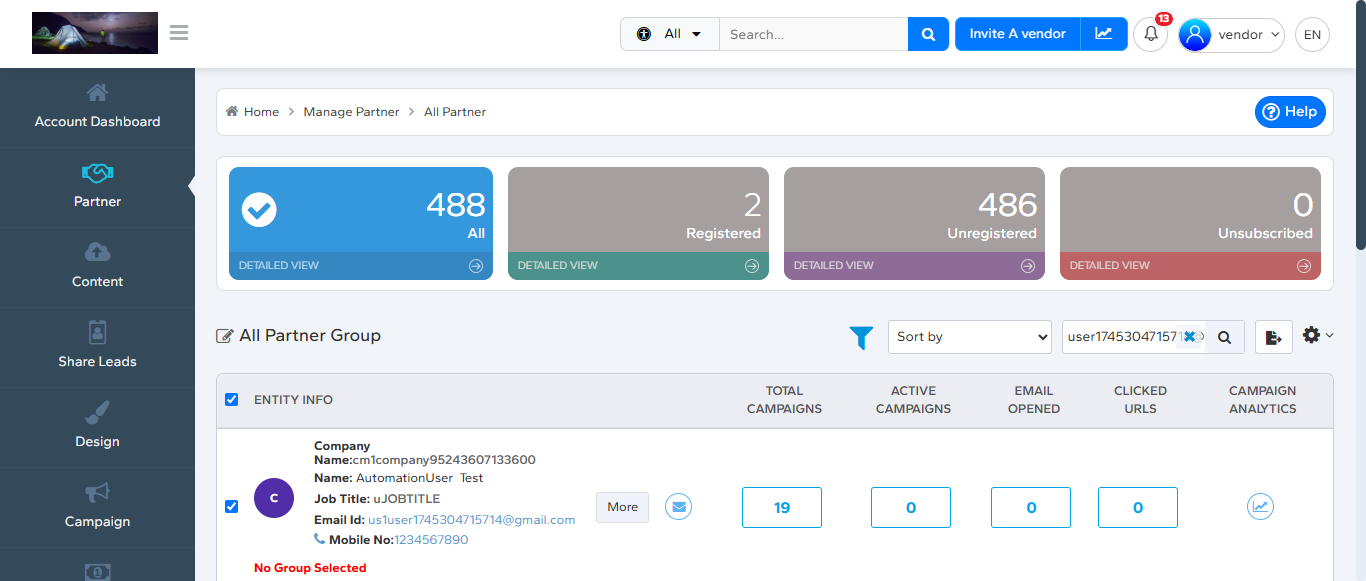 All
Search...
Invite A vendor
13
vendor
EN
Account Dashboard
Partner
Content
Share Leads
Design
Campaign
Home > Manage Partner > All Partner
Help
488
All
DETAILED VIEW
2
Registered
DETAILED VIEW
486
Unregistered
DETAILED VIEW
0
Unsubscribed
DETAILED VIEW
All Partner Group
Sort by
ENTITY INFO
TOTAL
CAMPAIGNS
ACTIVE
CAMPAIGNS
EMAIL
OPENED
CLICKED
URLS
CAMPAIGN
ANALYTICS
C
Company
Name:cm1company95243607133600
Name: AutomationUser Test
Job Title: uJOBTITLE
Email Id: us1user1745304715714@gmail.com
Mobile No:1234567890
More
19
0
0
0
No Group Selected